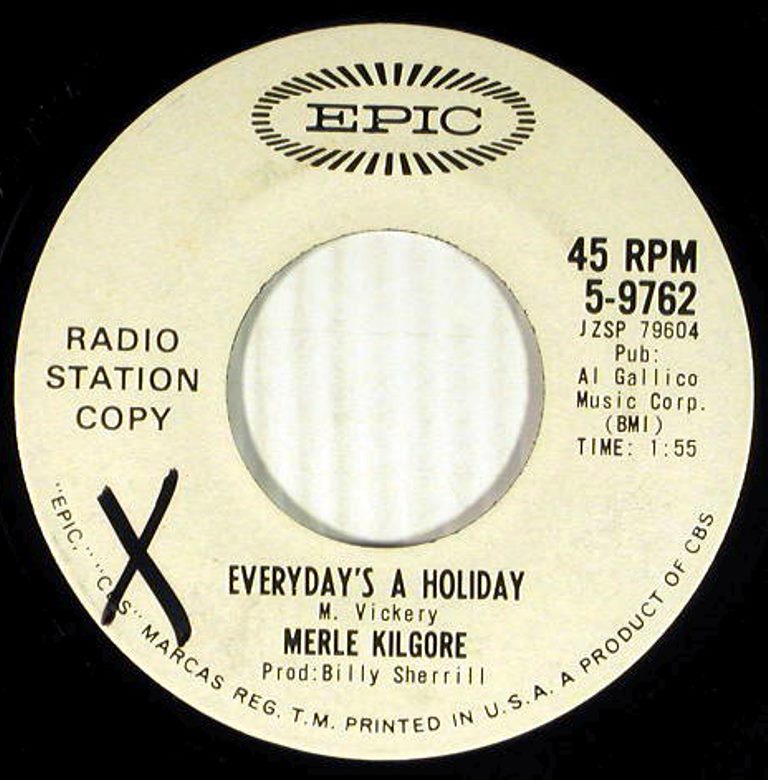 EPIC
45 RPM
5-9762
JZSP 79604
Pub:
Al Gallico
Music Corp.
(BMI)
TIME: 1:55
RADIO
STATION
COPY
X
EVERYDAY'S A HOLIDAY
M. Vickery
MERLE KILGORE
Prod:Billy Sherrill
"EPIC," "CBS" MARCAS REG. T.M. PRINTED IN U.S.A. A PRODUCT OF CBS